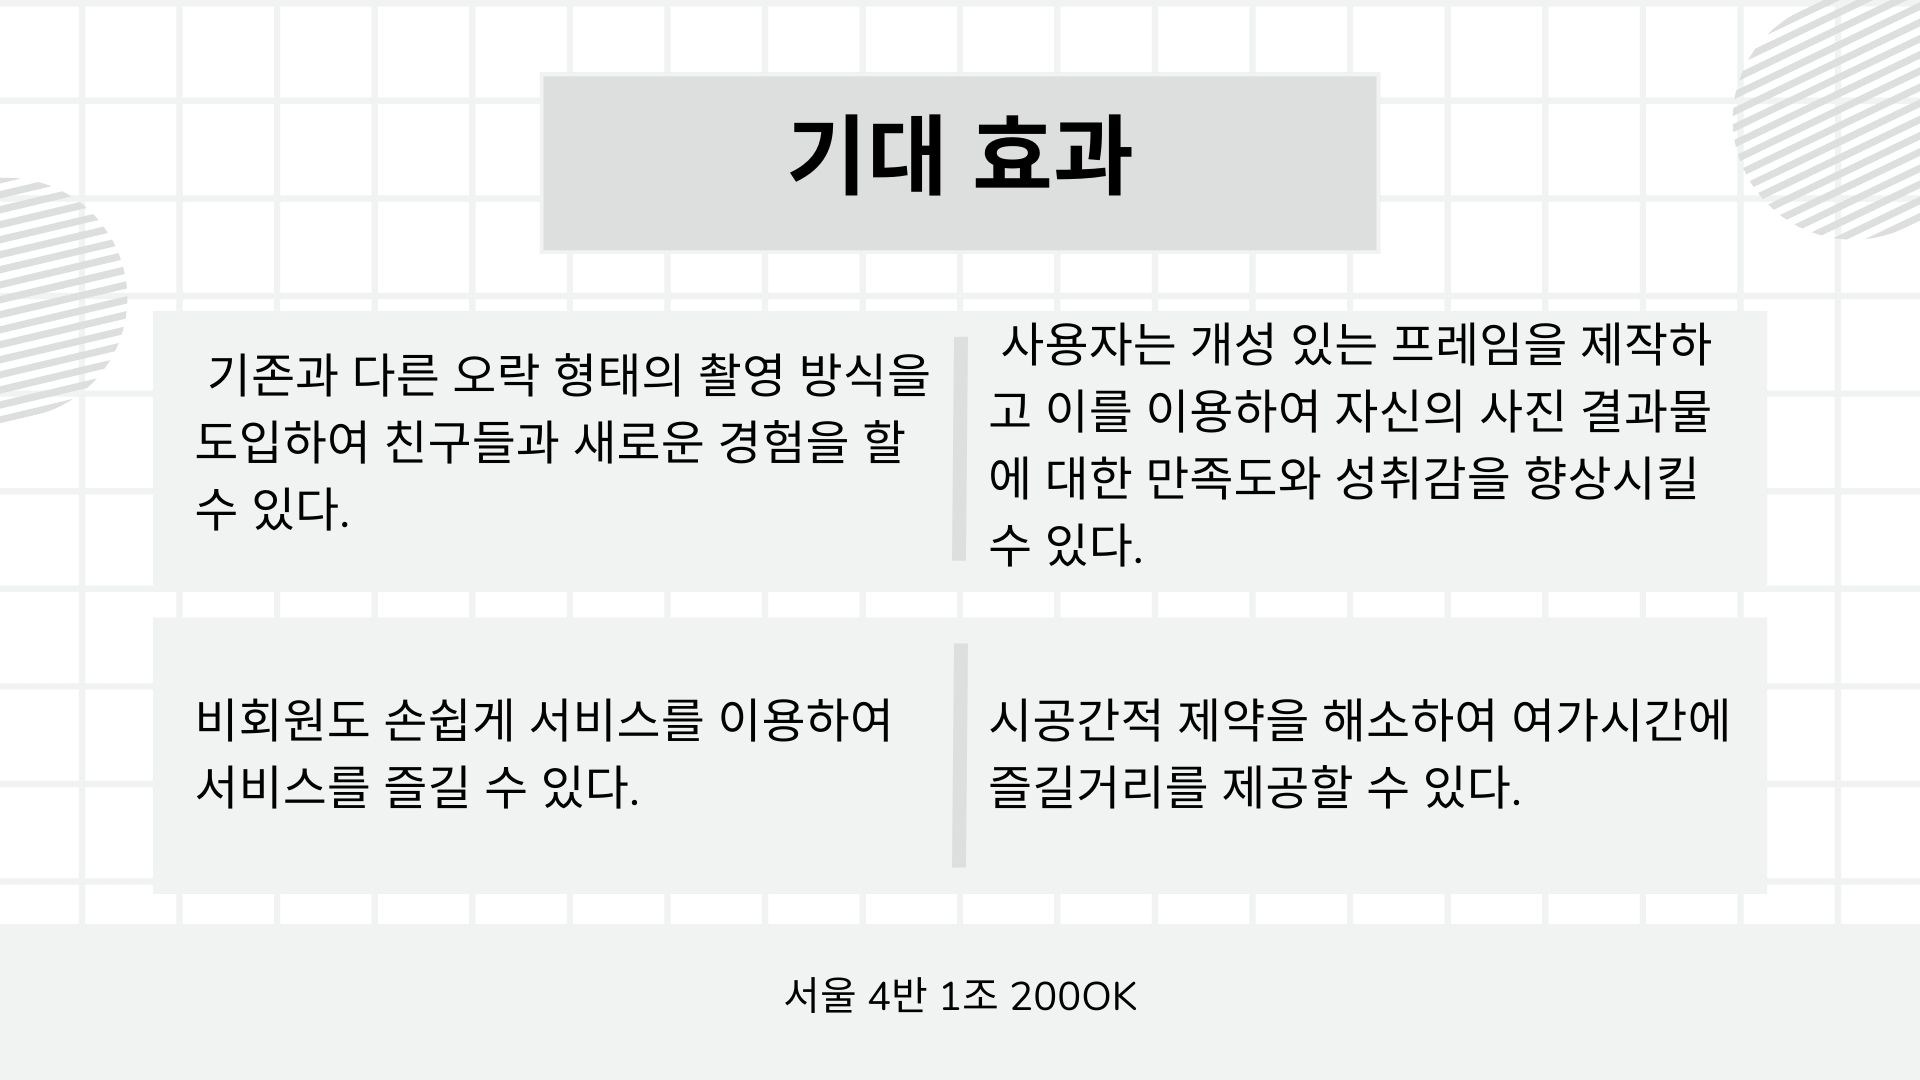 기대 효과
기존과 다른 오락 형태의 촬영 방식을
도입하여 친구들과 새로운 경험을 할
수 있다.
사용자는 개성 있는 프레임을 제작하
고 이를 이용하여 자신의 사진 결과물
에 대한 만족도와 성취감을 향상시킬
수 있다.
비회원도 손쉽게 서비스를 이용하여
서비스를 즐길 수 있다.
시공간적 제약을 해소하여 여가시간에
즐길거리를 제공할 수 있다.
서울 4반 1조 200OK